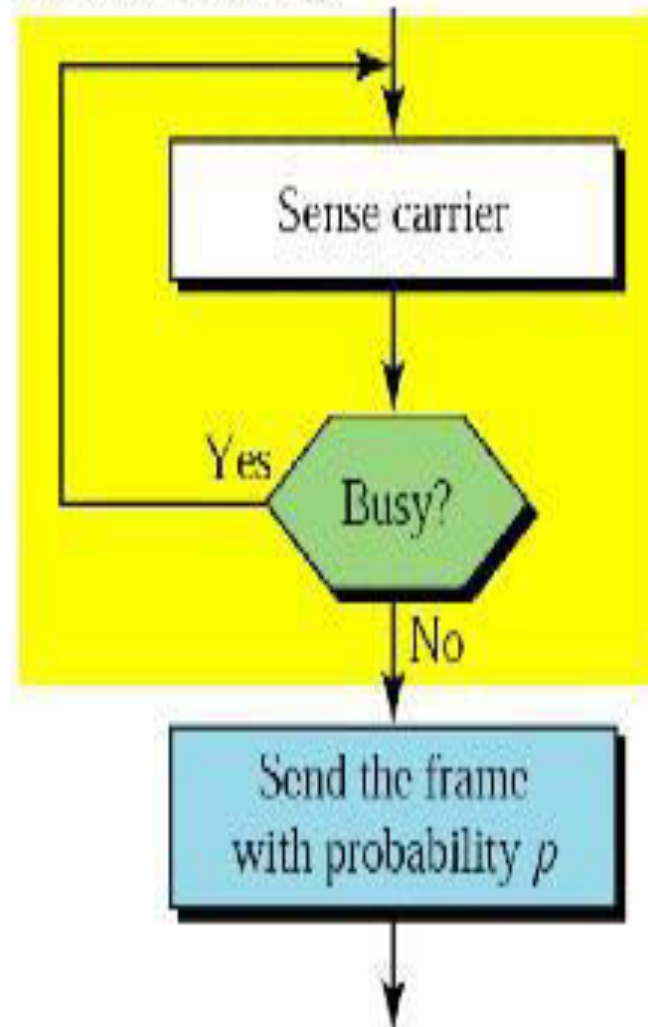 Sense carrier
Yes
Busy?
No
Send the frame
with probability p